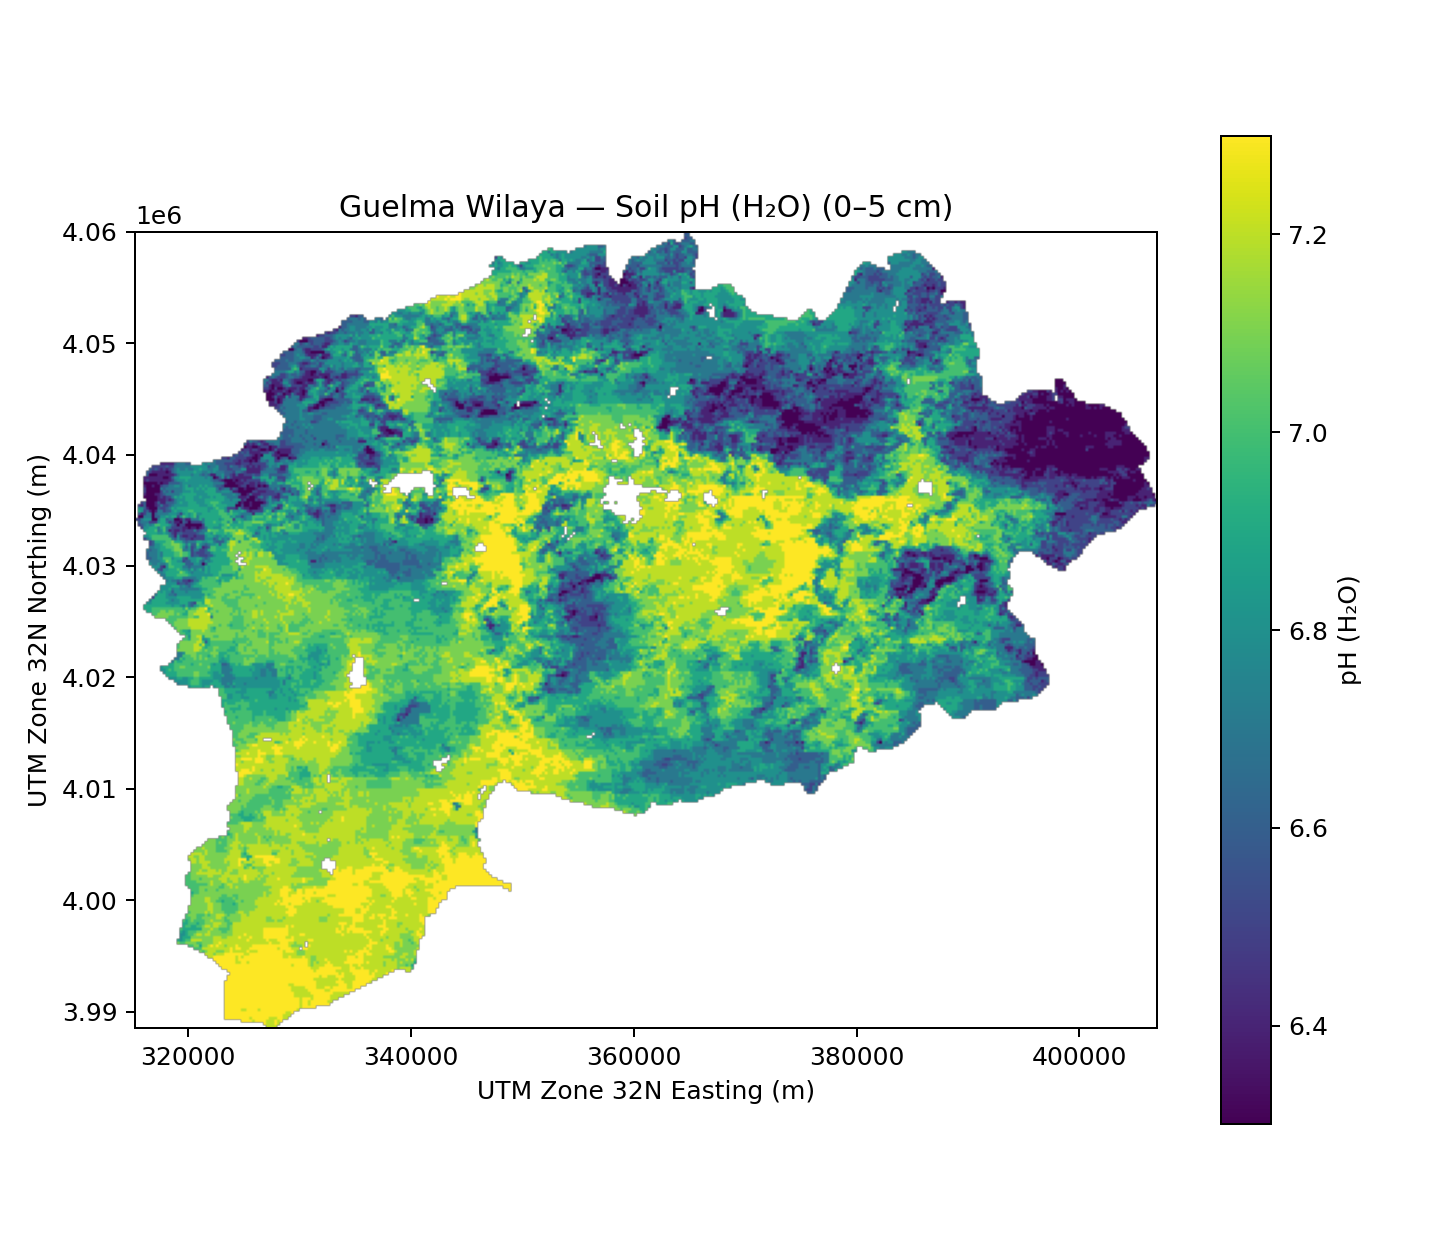 Guelma Wilaya — Soil pH (H₂O) (0–5 cm)
1e6
4.06
4.05
4.04
4.03
4.02
4.01
4.00
3.99
UTM Zone 32N Northing (m)
320000 340000 360000 380000 400000
UTM Zone 32N Easting (m)
7.2
7.0
6.8
6.6
6.4
pH (H₂O)